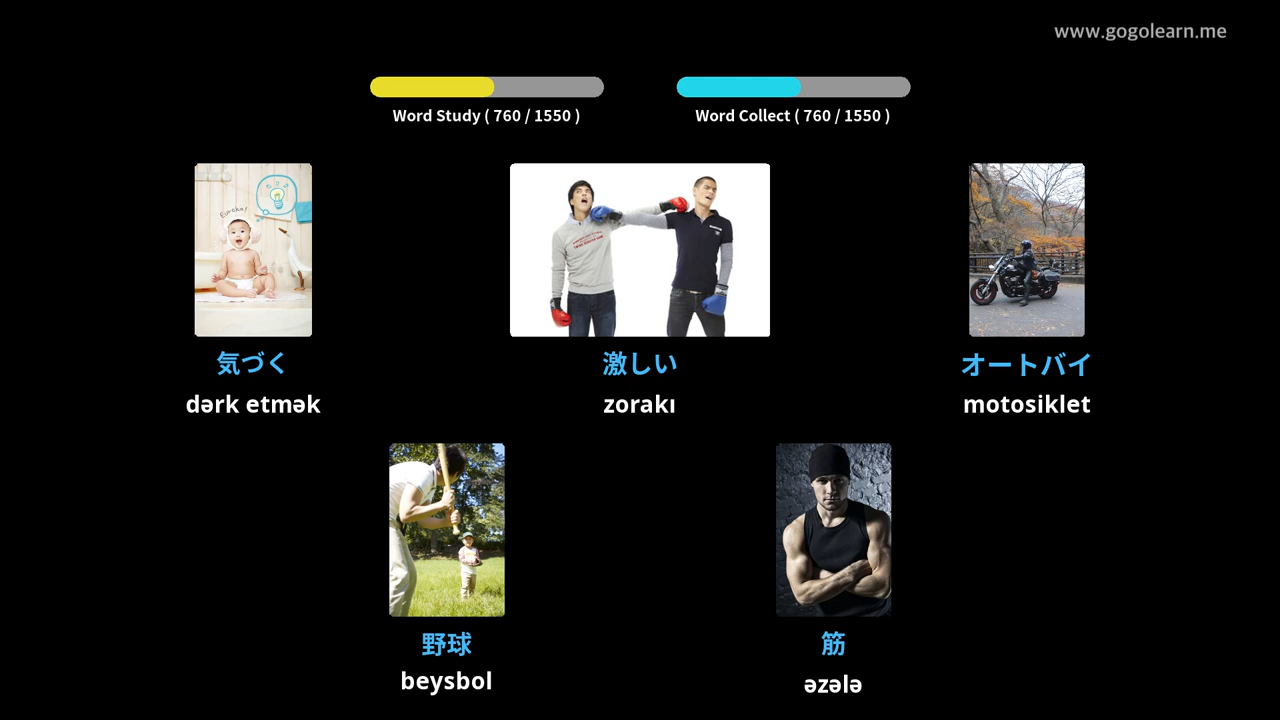 www.gogolearn.me
Word Study ( 760 / 1550 )
Word Collect ( 760 / 1550 )
Eureka!
気づく
dərk etmək
激しい
zorakı
オートバイ
motosiklet
野球
beysbol
筋
əzələ